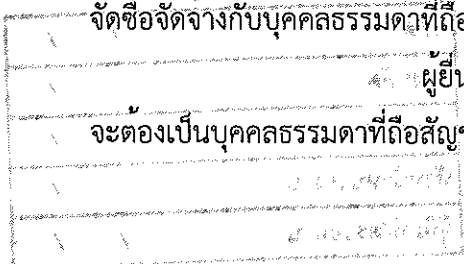 จัดซื้อจัดจ้างกับบุคคลธรรมดาที่ถือ
ผู้ยื่น
จะต้องเป็นบุคคลธรรมดาที่ถือสัญช